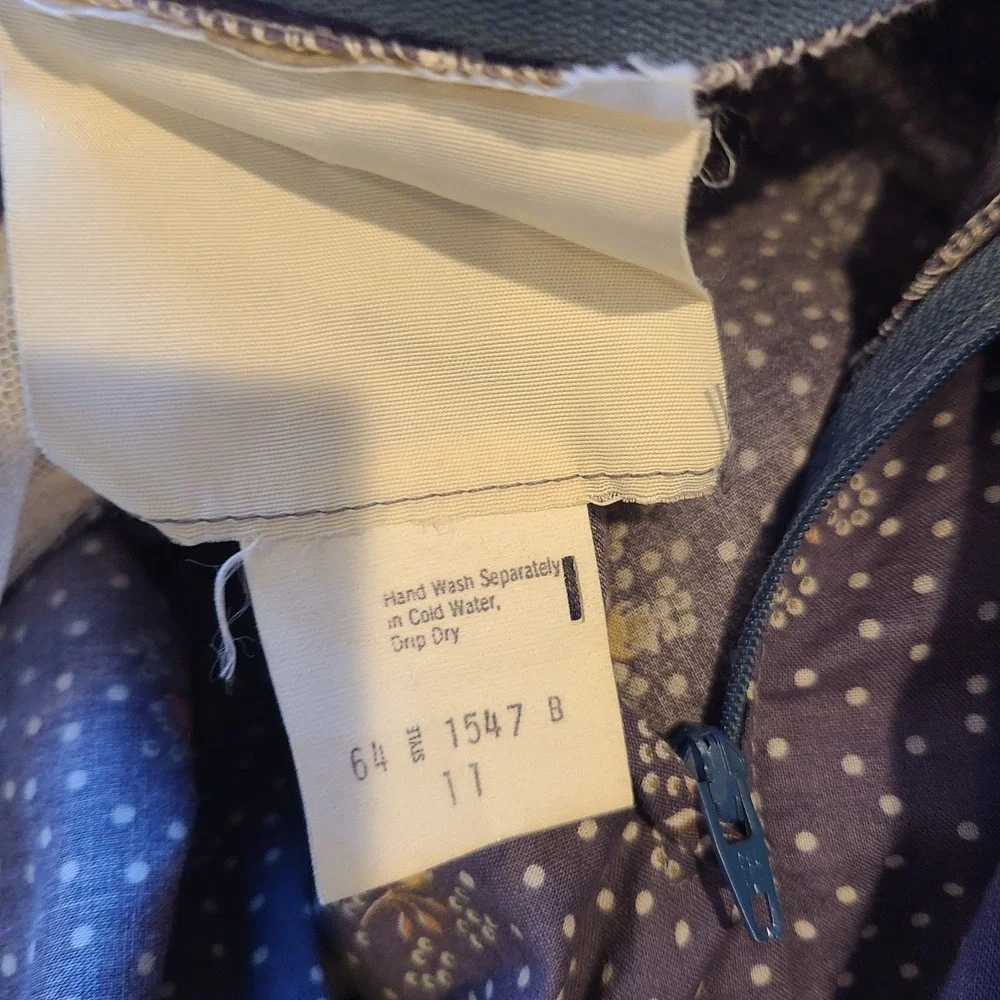 Hand Wash Separately
in Cold Water,
Drip Dry
64 STYLE 1547 B
11